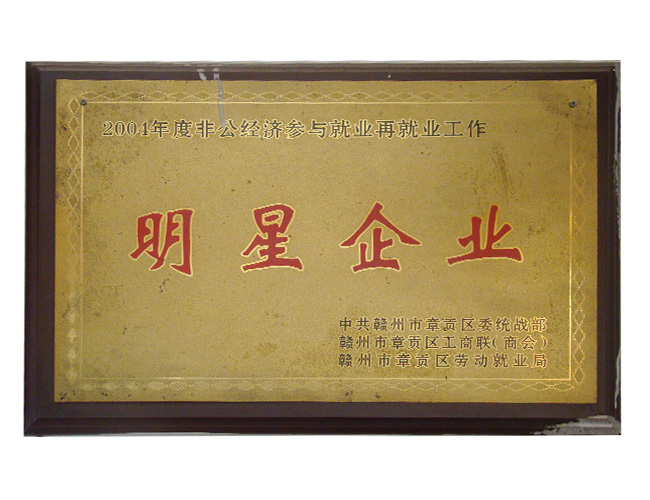 2004年度非公经济参与就业再就业工作
明星企业
中共赣州市章贡区委统战部
赣州市章贡区工商联(商会)
赣州市章贡区劳动就业局